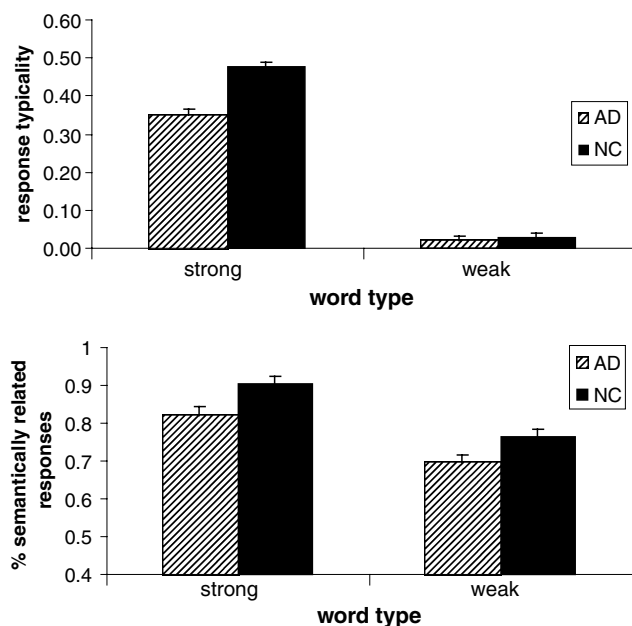 0.60
0.50
0.40
0.30
0.20
0.10
0.00
response typicality
strong weak
word type
AD
NC
1
0.9
0.8
0.7
0.6
0.5
0.4
% semantically related
responses
strong weak
word type
AD
NC